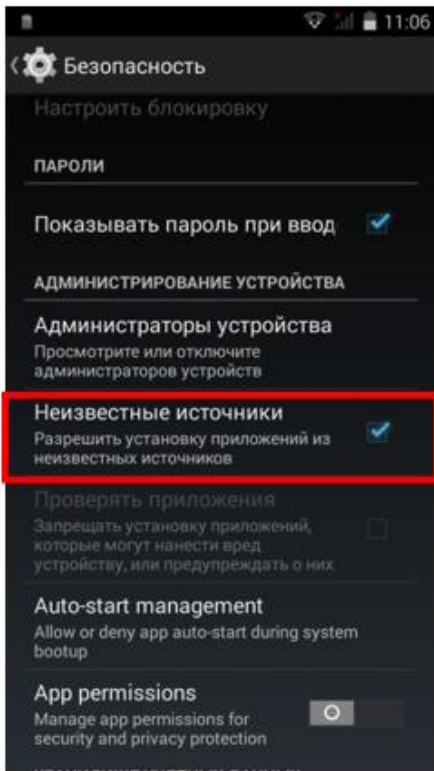 11:06
Безопасность
Настроить блокировку
ПАРОЛИ
Показывать пароль при ввод
АДМИНИСТРИРОВАНИЕ УСТРОЙСТВА
Администраторы устройства
Просмотрите или отключите
администраторов устройств
Неизвестные источники
Разрешить установку приложений из
неизвестных источников
Проверять приложения
Запрещать установку приложений,
которые могут нанести вред
устройству, или предупреждать о них
Auto-start management
Allow or deny app auto-start during system
bootup
App permissions
Manage app permissions for
security and privacy protection